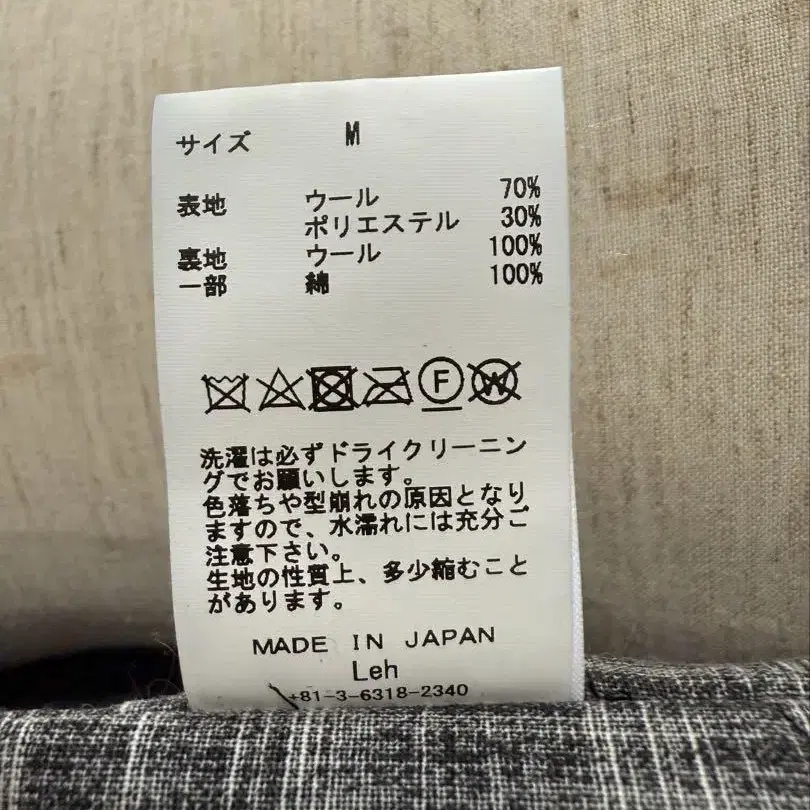 サイズ M
表地 ウール 70%
ポリエステル 30%
裏地 ウール 100%
一部 綿 100%
F W
洗濯は必ずドライクリーニン
グでお願いします。
色落ちや型崩れの原因となり
ますので、水濡れには充分ご
注意下さい。
生地の性質上、多少縮むこと
があります。
MADE IN JAPAN
Leh
+81-3-6318-2340